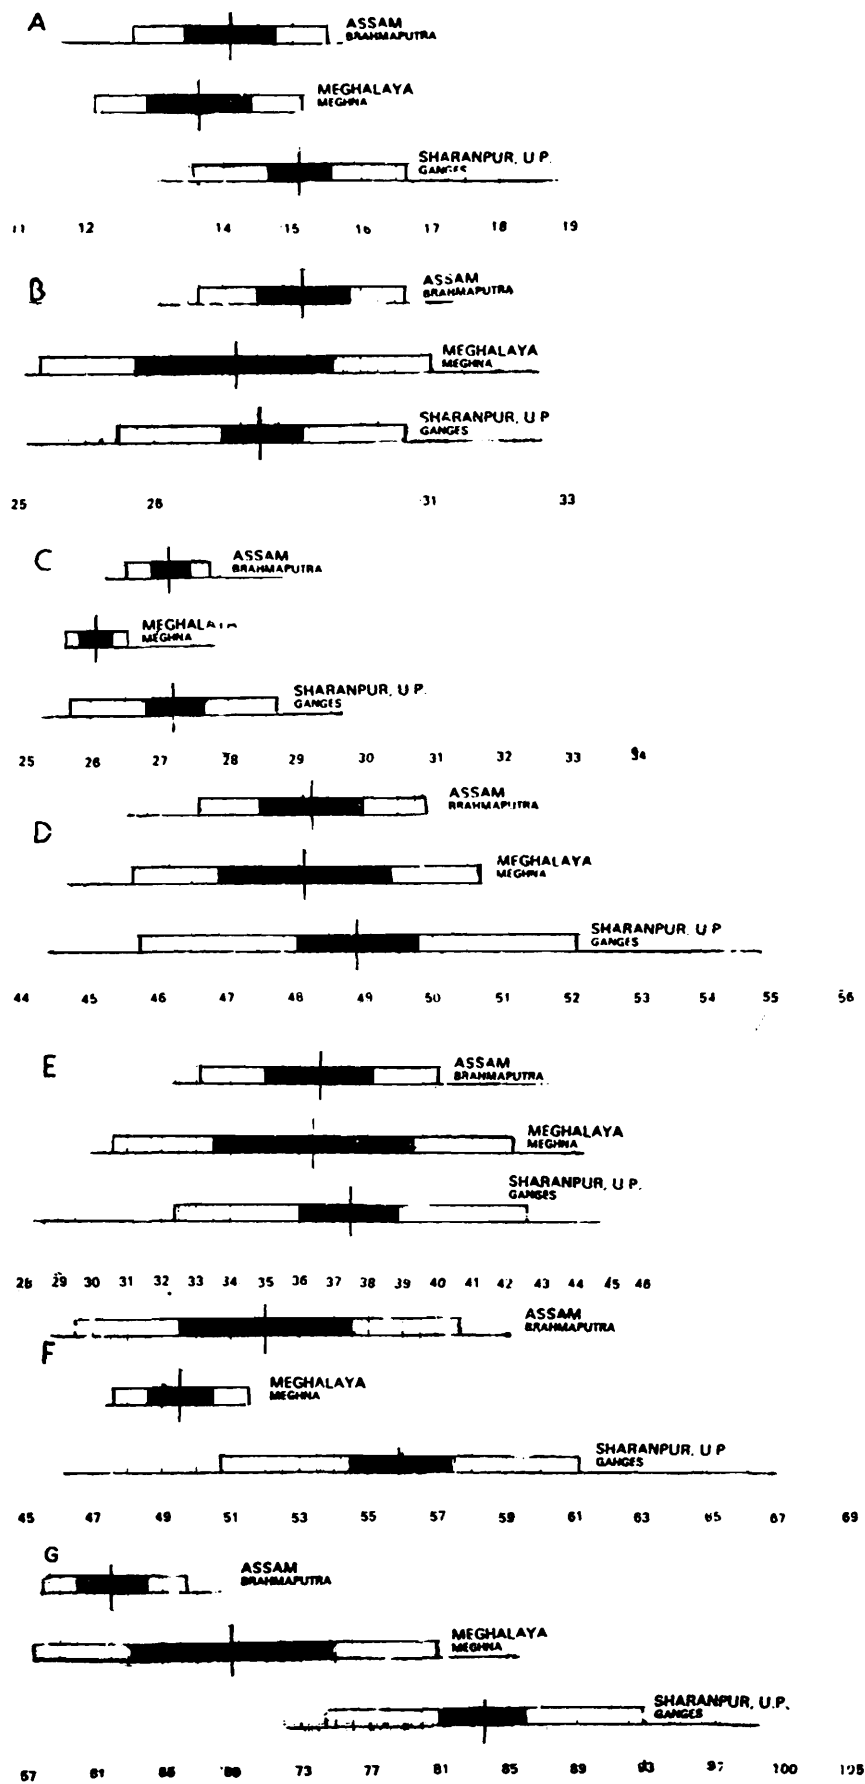 A
ASSAM
BRAHMAPUTRA
MEGHALAYA
MEGHNA
SHARANPUR, U.P.
GANGES
11 12 14 15 16 17 18 19
B
ASSAM
BRAHMAPUTRA
MEGHALAYA
MEGHNA
SHARANPUR, U P
GANGES
25 26 31 33
C
ASSAM
BRAHMAPUTRA
MEGHALAYA
MEGHNA
SHARANPUR, U P.
GANGES
25 26 27 28 29 30 31 32 33 34
ASSAM
BRAHMAPUTRA
D
MEGHALAYA
MEGHNA
SHARANPUR, U P
GANGES
44 45 46 47 48 49 50 51 52 53 54 55 56
E
ASSAM
BRAHMAPUTRA
MEGHALAYA
MEGHNA
SHARANPUR, U.P.
GANGES
28 29 30 31 32 33 34 35 36 37 38 39 40 41 42 43 44 45 46
ASSAM
BRAHMAPUTRA
F
MEGHALAYA
MEGHNA
SHARANPUR, U.P
GANGES
45 47 49 51 53 55 57 59 61 63 65 67 69
G
ASSAM
BRAHMAPUTRA
MEGHALAYA
MEGHNA
SHARANPUR, U.P.
GANGES
73 77 81 85 89 93 97 100 105